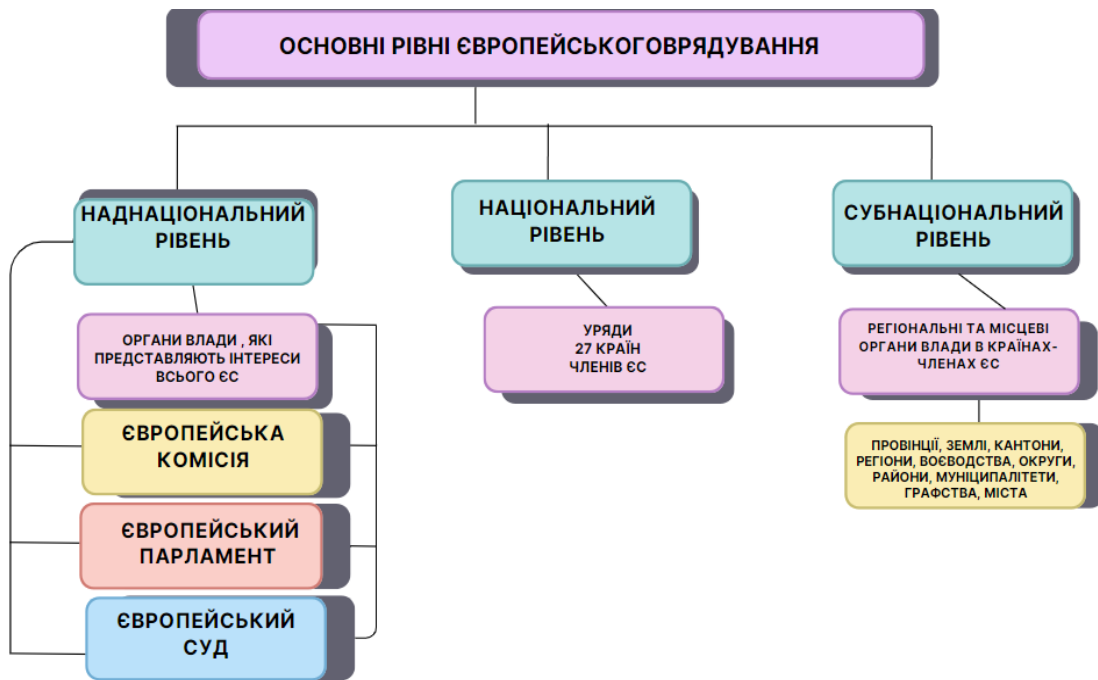 ОСНОВНІ РІВНІ ЄВРОПЕЙСЬКОГОВРЯДУВАННЯ
НАДНАЦІОНАЛЬНИЙ
РІВЕНЬ
ОРГАНИ ВЛАДИ , ЯКІ
ПРЕДСТАВЛЯЮТЬ ІНТЕРЕСИ
ВСЬОГО ЄС
ЄВРОПЕЙСЬКА
КОМІСІЯ
ЄВРОПЕЙСЬКИЙ
ПАРЛАМЕНТ
ЄВРОПЕЙСЬКИЙ
СУД
НАЦІОНАЛЬНИЙ
РІВЕНЬ
УРЯДИ
27 КРАЇН
ЧЛЕНІВ ЄС
СУБНАЦІОНАЛЬНИЙ
РІВЕНЬ
РЕГІОНАЛЬНІ ТА МІСЦЕВІ
ОРГАНИ ВЛАДИ В КРАЇНАХ-
ЧЛЕНАХ ЄС
ПРОВІНЦІЇ, ЗЕМЛІ, КАНТОНИ,
РЕГІОНИ, ВОЄВОДСТВА, ОКРУГИ,
РАЙОНИ, МУНІЦИПАЛІТЕТИ,
ГРАФСТВА, МІСТА